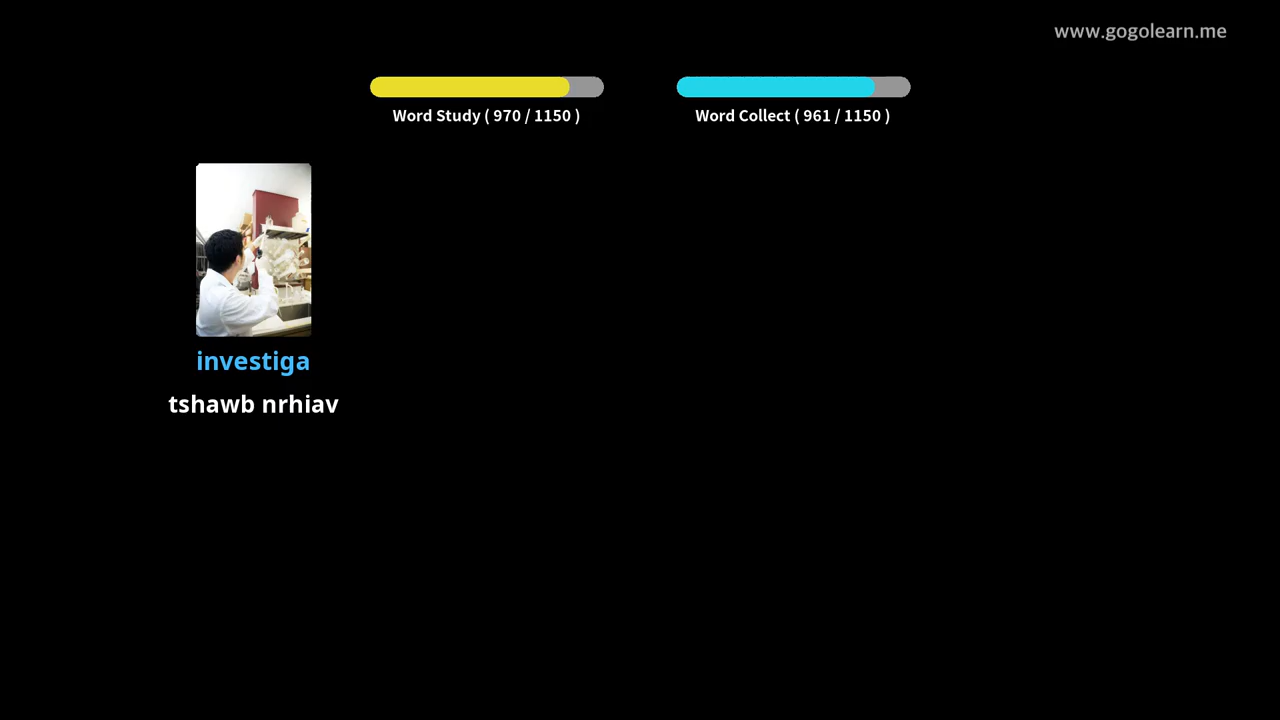 www.gogolearn.me
Word Study ( 970 / 1150 )
Word Collect ( 961 / 1150 )
investiga
tshawb nrhiav